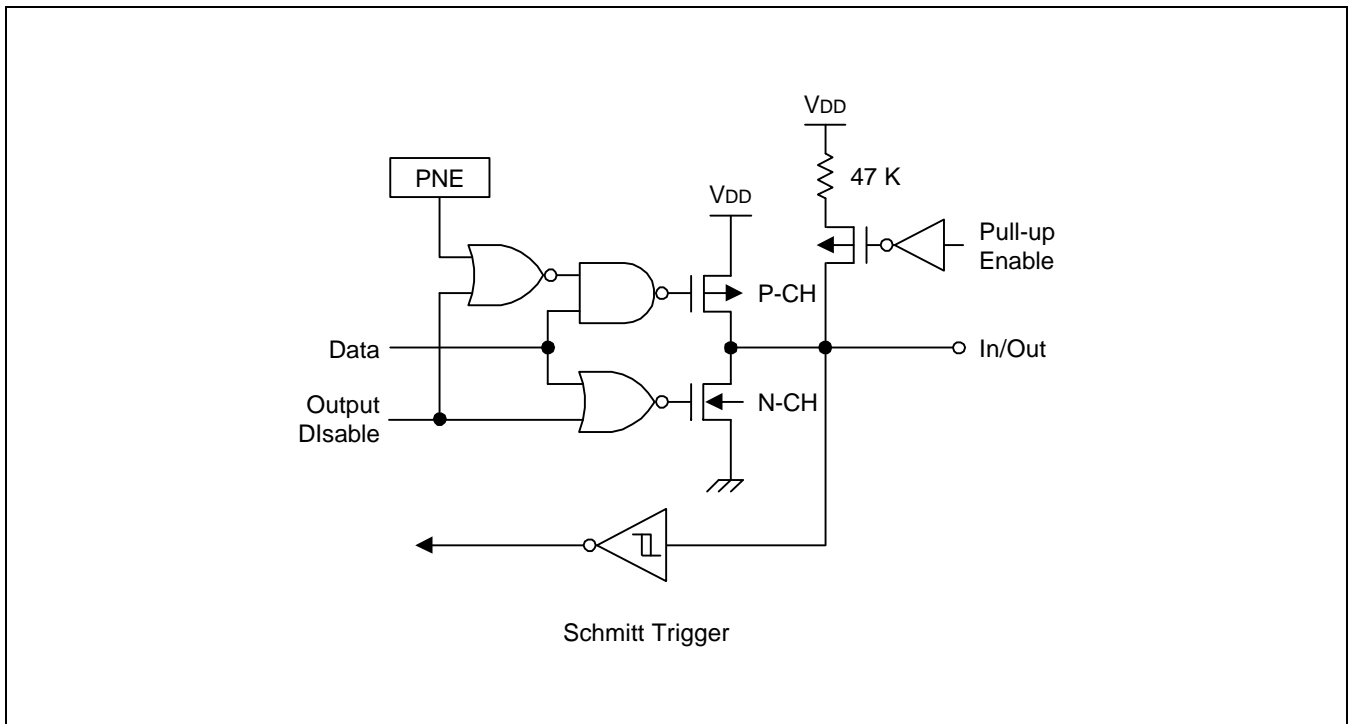 VDD
47 K
PNE
VDD
Pull-up
Enable
P-CH
Data
In/Out
N-CH
Output
DIsable
Schmitt Trigger